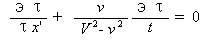 э τ / τ x' + v / V² - v² э τ / t = 0